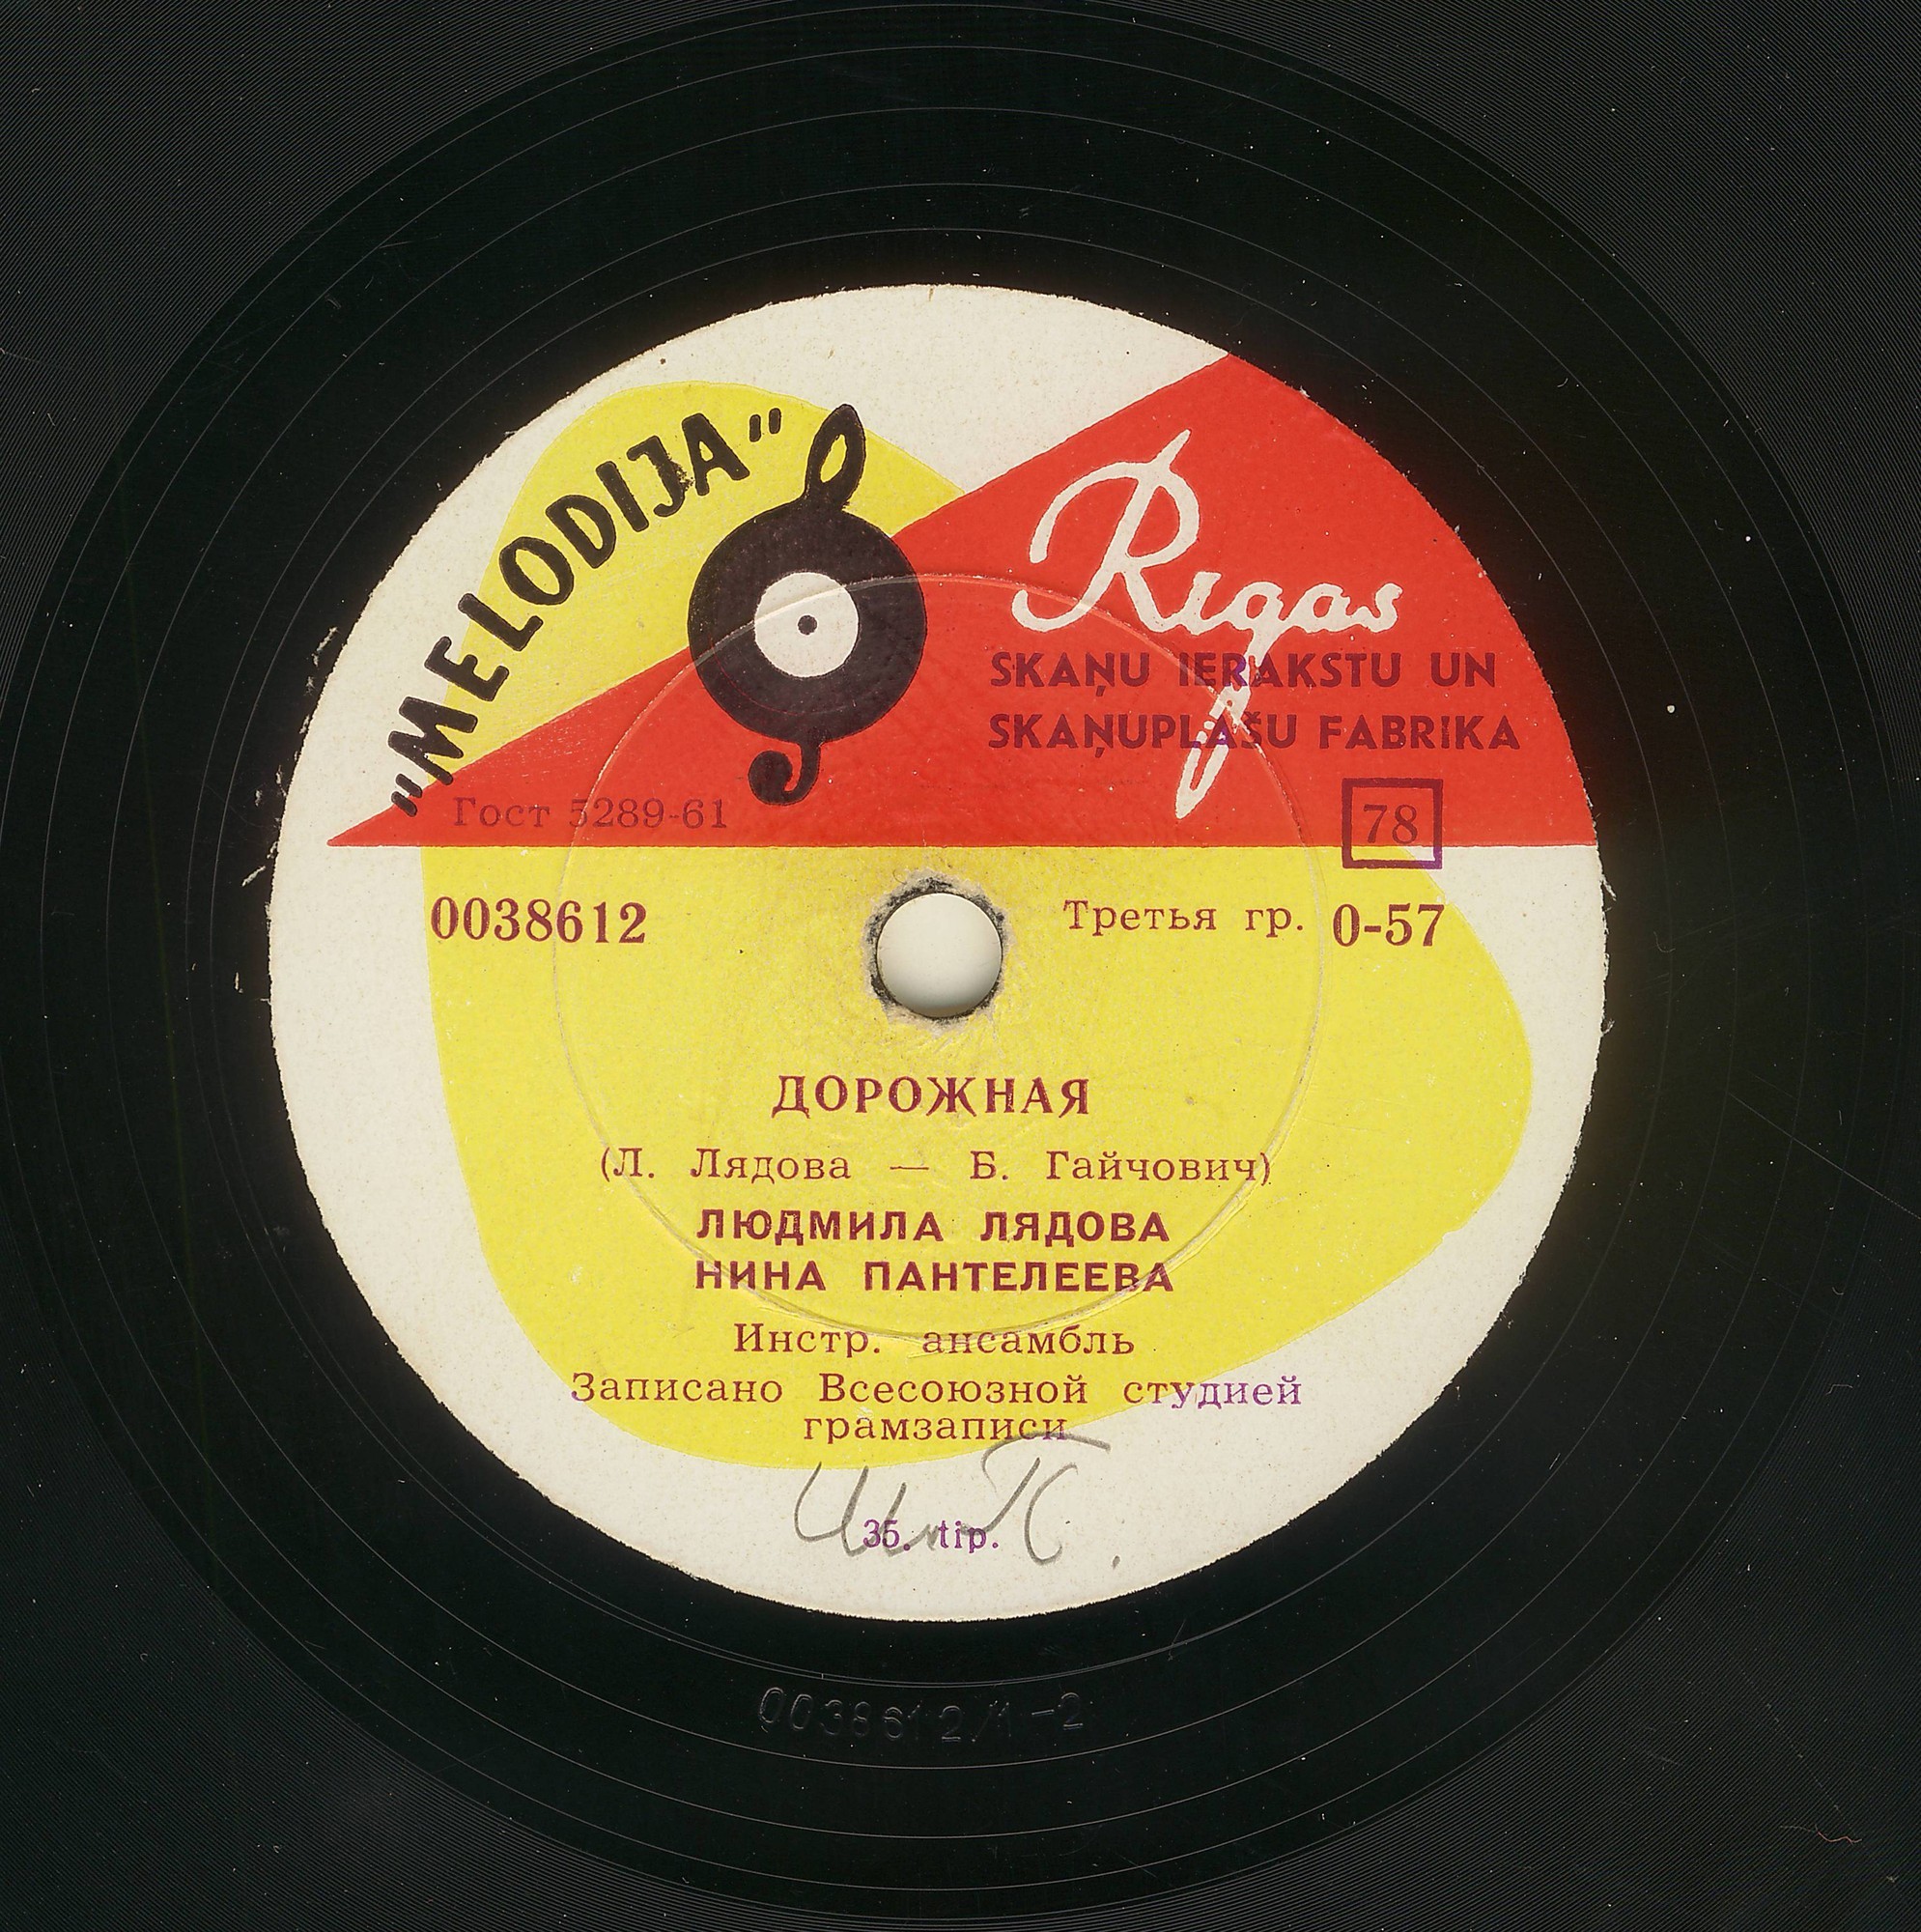 „MELODIJA”
Rīgas
SKAŅU IERAKSTU UN
SKAŅUPLAŠU FABRIKA
Гост 5289-61
78
0038612
Третья гр. 0-57
ДОРОЖНАЯ
(Л. Лядова — Б. Гайчович)
ЛЮДМИЛА ЛЯДОВА
НИНА ПАНТЕЛЕЕВА
Инстр. ансамбль
Записано Всесоюзной студией
грамзаписи
35. tip.
0038612/1-2